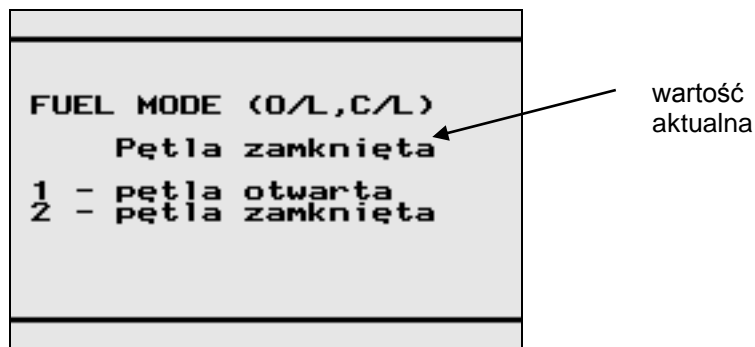 FUEL MODE (O/L,C/L)
Pętla zamknięta
1 - pętla otwarta
2 - pętla zamknięta
wartość
aktualna